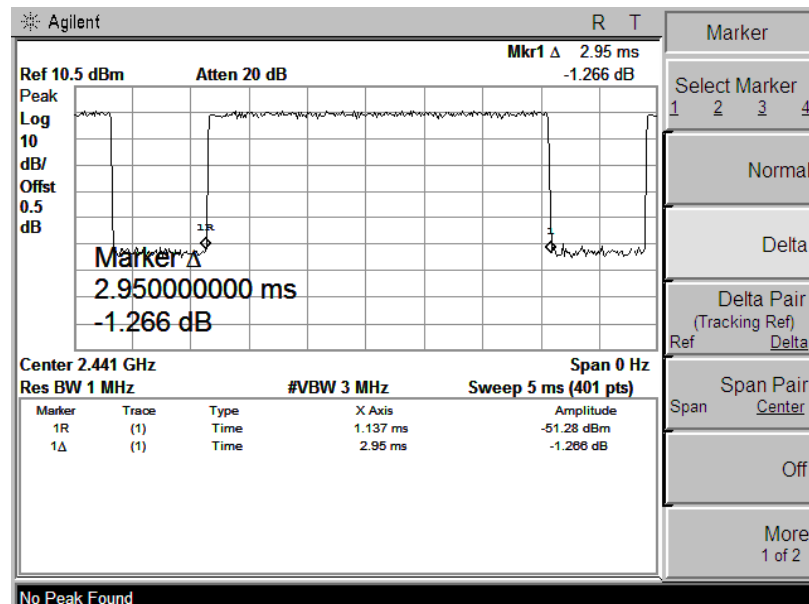 Agilent R T
Mkr1 Δ 2.95 ms
Ref 10.5 dBm Atten 20 dB -1.266 dB
Peak
Log
10
dB/
Offst
0.5
dB
1R
1
Marker Δ
2.950000000 ms
-1.266 dB
Center 2.441 GHz Span 0 Hz
Res BW 1 MHz #VBW 3 MHz Sweep 5 ms (401 pts)
Marker Trace Type X Axis Amplitude
1R (1) Time 1.137 ms -51.28 dBm
1Δ (1) Time 2.95 ms -1.266 dB
No Peak Found
Marker
Select Marker
1 2 3 4
Normal
Delta
Delta Pair
(Tracking Ref)
Ref Delta
Span Pair
Span Center
Off
More
1 of 2